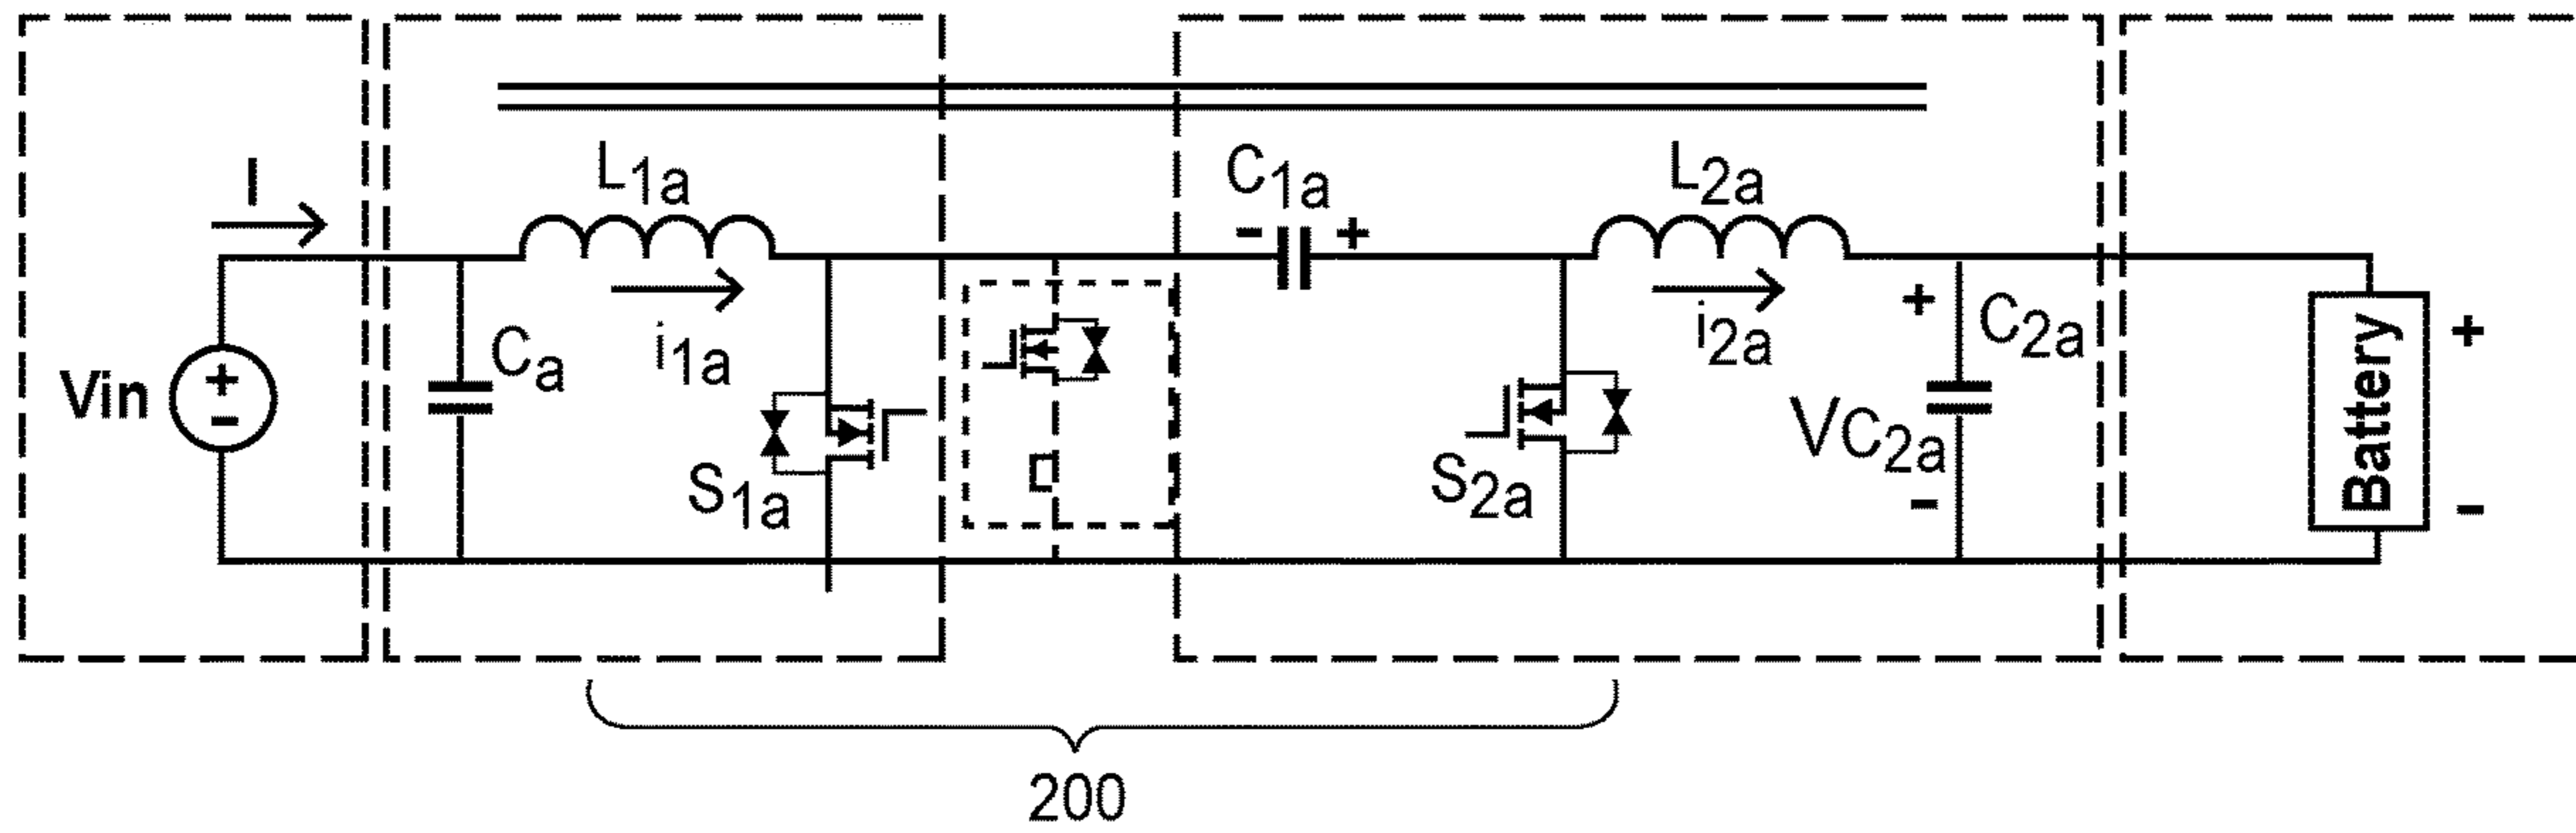 I
L1a
C1a
- +
L2a
Vin
+
-
Ca
i1a
S1a
S2a
i2a
+
C2a
VC2a
-
Battery
+
-
200